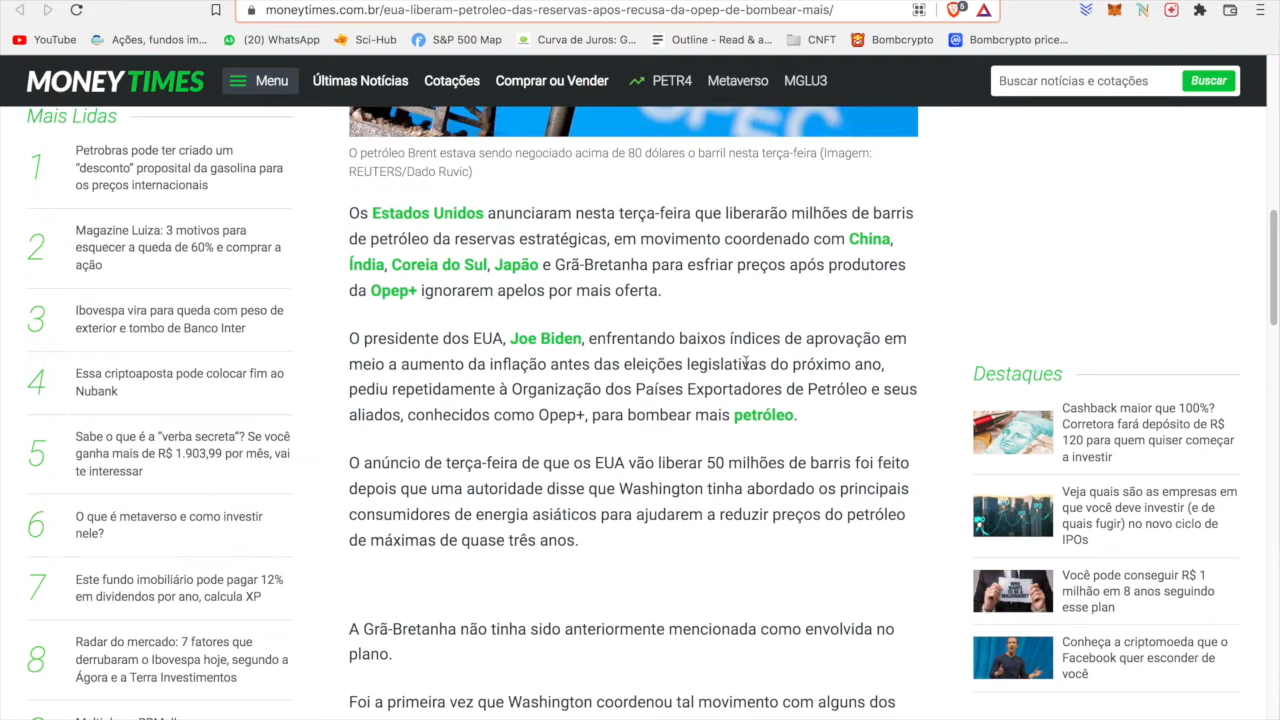 moneytimes.com.br/eua-liberam-petroleo-das-reservas-apos-recusa-da-opep-de-bombear-mais/
5
YouTube
Ações, fundos im...
(20) WhatsApp
Sci-Hub
S&P 500 Map
Curva de Juros: G...
Outline - Read & a...
CNFT
Bombcrypto
Bombcrypto price...
MONEY TIMES
Menu
Últimas Notícias
Cotações
Comprar ou Vender
PETR4
Metaverso
MGLU3
Buscar notícias e cotações
Buscar
Mais Lidas
1
Petrobras pode ter criado um
“desconto” proposital da gasolina para
os preços internacionais
2
Magazine Luiza: 3 motivos para
esquecer a queda de 60% e comprar a
ação
3
Ibovespa vira para queda com peso de
exterior e tombo de Banco Inter
4
Essa criptoaposta pode colocar fim ao
Nubank
5
Sabe o que é a “verba secreta”? Se você
ganha mais de R$ 1.903,99 por mês, vai
te interessar
6
O que é metaverso e como investir
nele?
7
Este fundo imobiliário pode pagar 12%
em dividendos por ano, calcula XP
8
Radar do mercado: 7 fatores que
derrubaram o Ibovespa hoje, segundo a
Ágora e a Terra Investimentos
O petróleo Brent estava sendo negociado acima de 80 dólares o barril nesta terça-feira (Imagem:
REUTERS/Dado Ruvic)
Os Estados Unidos anunciaram nesta terça-feira que liberarão milhões de barris
de petróleo da reservas estratégicas, em movimento coordenado com China,
Índia, Coreia do Sul, Japão e Grã-Bretanha para esfriar preços após produtores
da Opep+ ignorarem apelos por mais oferta.
O presidente dos EUA, Joe Biden, enfrentando baixos índices de aprovação em
meio a aumento da inflação antes das eleições legislativas do próximo ano,
pediu repetidamente à Organização dos Países Exportadores de Petróleo e seus
aliados, conhecidos como Opep+, para bombear mais petróleo.
O anúncio de terça-feira de que os EUA vão liberar 50 milhões de barris foi feito
depois que uma autoridade disse que Washington tinha abordado os principais
consumidores de energia asiáticos para ajudarem a reduzir preços do petróleo
de máximas de quase três anos.
A Grã-Bretanha não tinha sido anteriormente mencionada como envolvida no
plano.
Foi a primeira vez que Washington coordenou tal movimento com alguns dos
Destaques
Cashback maior que 100%?
Corretora fará depósito de R$
120 para quem quiser começar
a investir
Veja quais são as empresas em
que você deve investir (e de
quais fugir) no novo ciclo de
IPOs
Você pode conseguir R$ 1
milhão em 8 anos seguindo
esse plan
Conheça a criptomoeda que o
Facebook quer esconder de
você